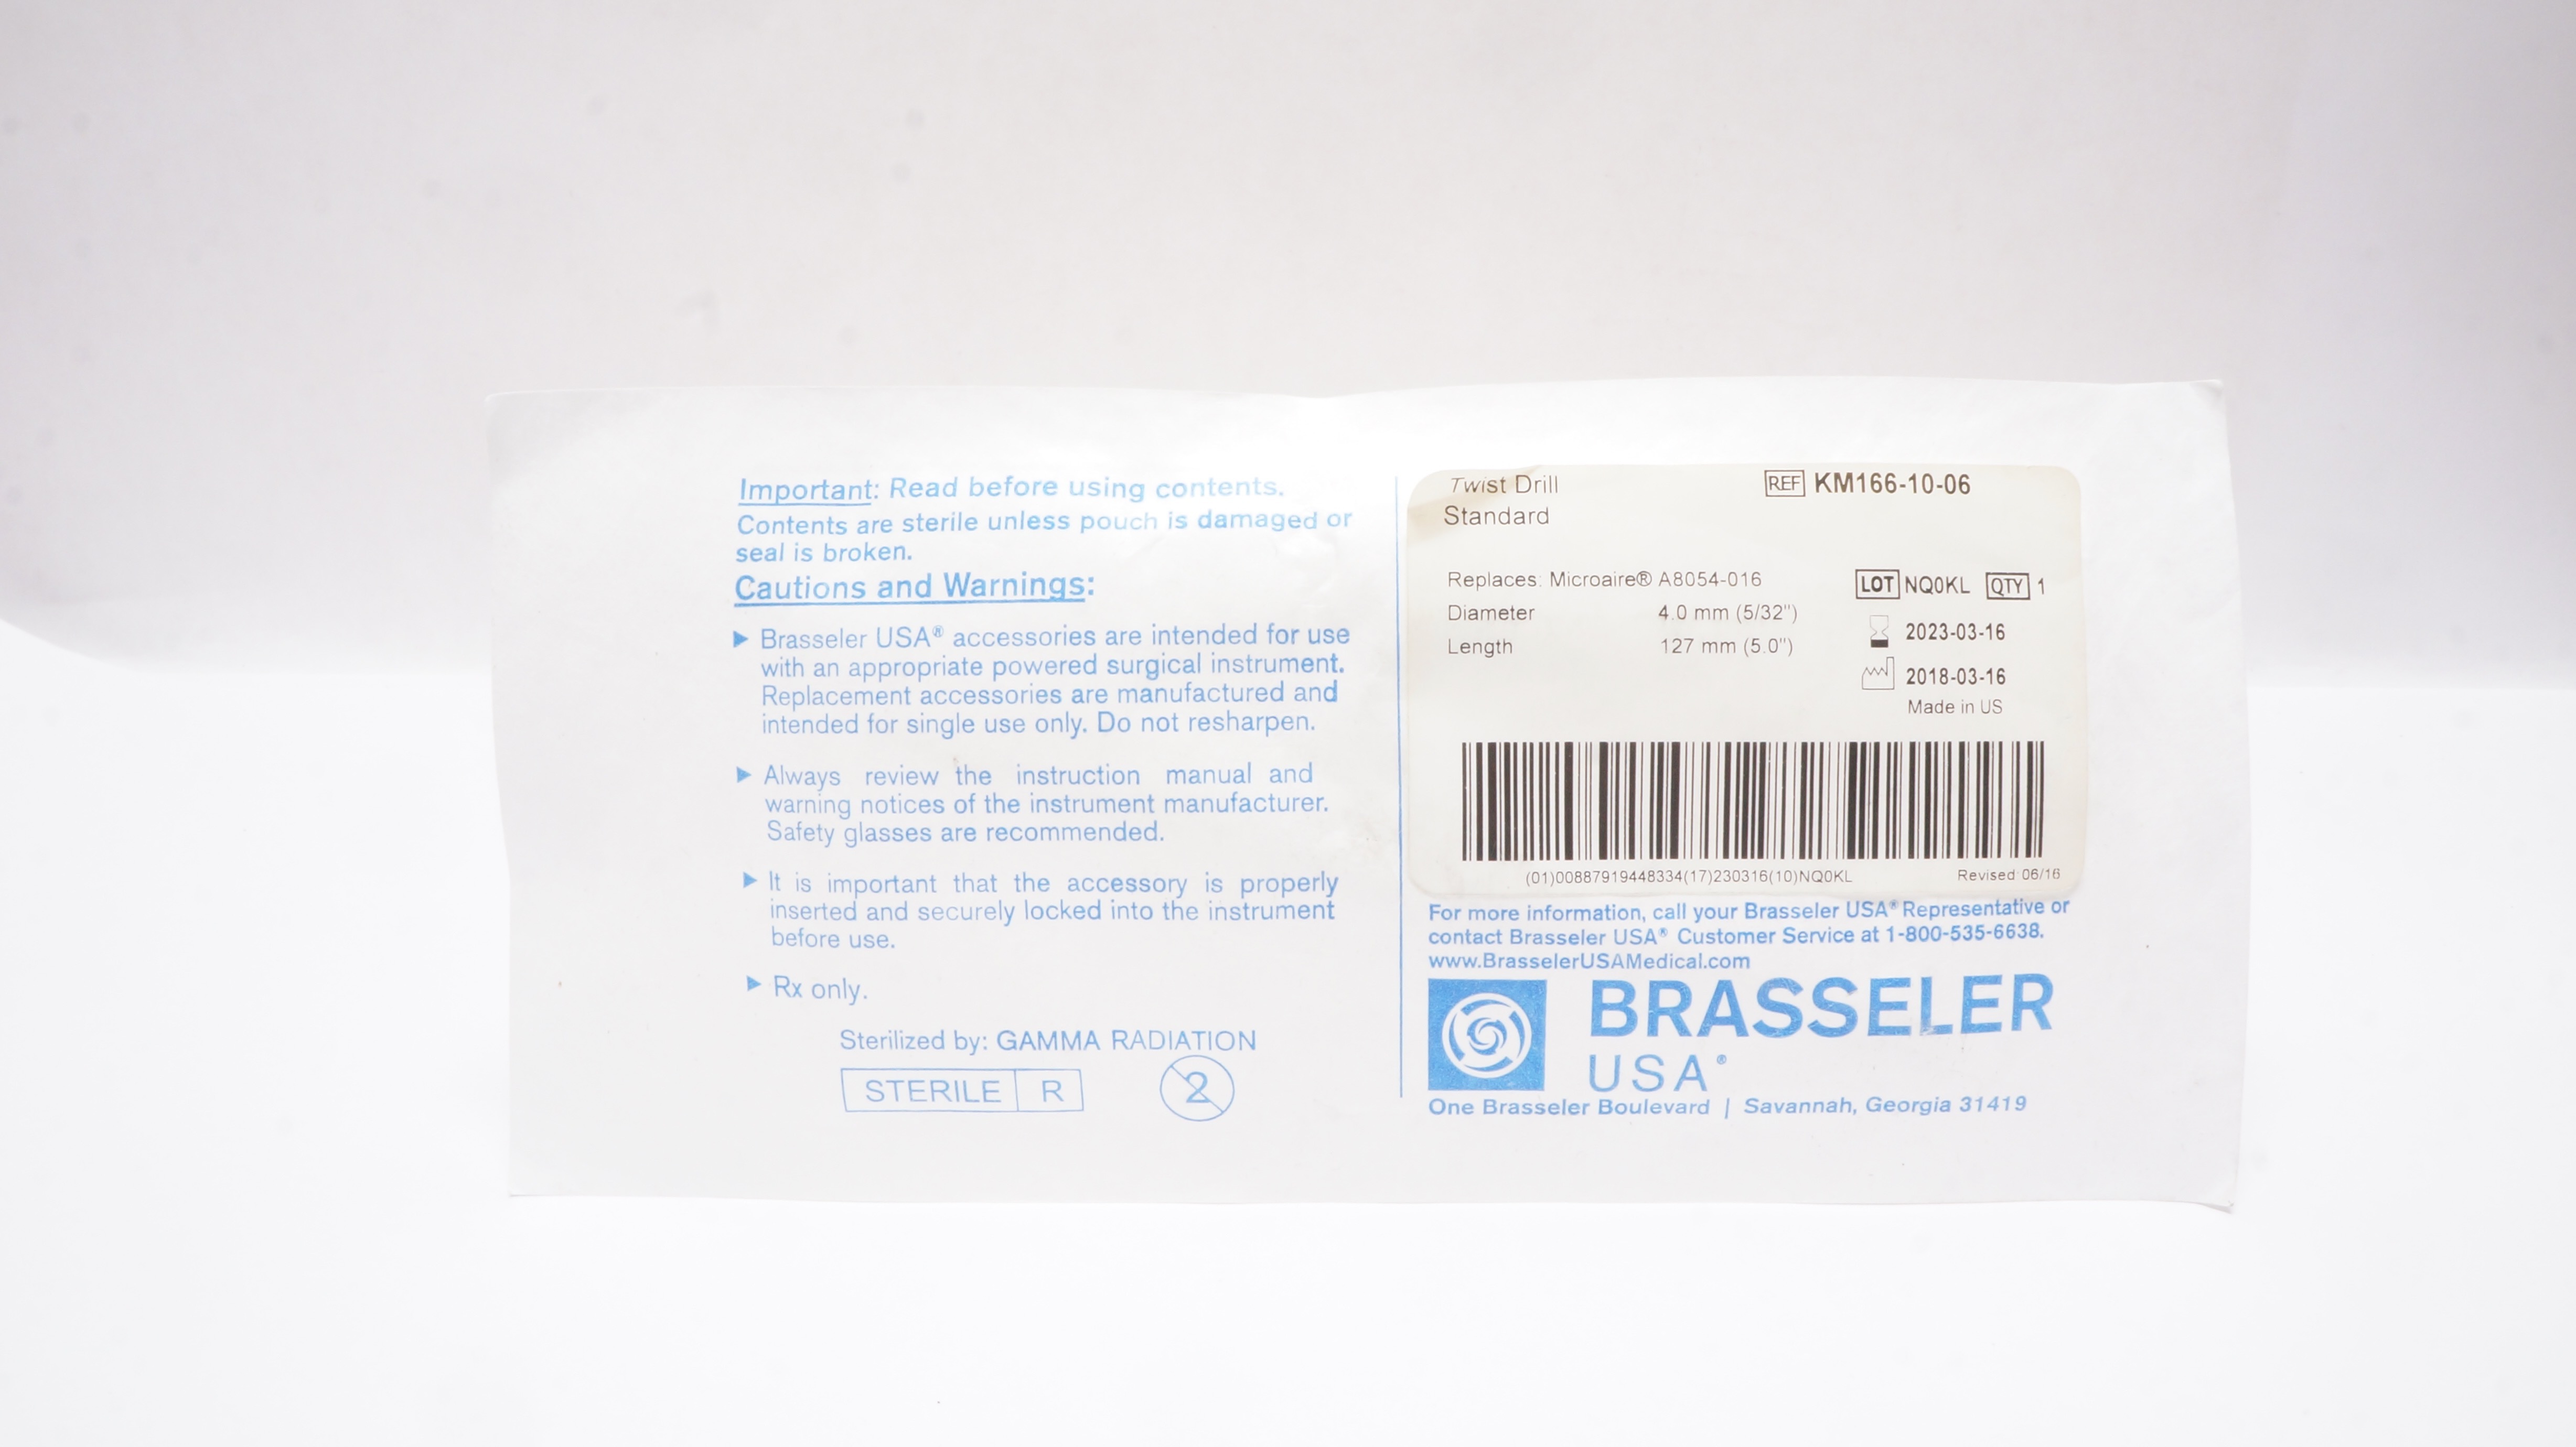 Important: Read before using contents.
Contents are sterile unless pouch is damaged or
seal is broken.
Cautions and Warnings:
▶ Brasseler USA® accessories are intended for use
with an appropriate powered surgical instrument.
Replacement accessories are manufactured and
intended for single use only. Do not resharpen.
▶ Always review the instruction manual and
warning notices of the instrument manufacturer.
Safety glasses are recommended.
▶ It is important that the accessory is properly
inserted and securely locked into the instrument
before use.
▶ Rx only.
Sterilized by: GAMMA RADIATION
STERILE R 2
Twist Drill REF KM166-10-06
Standard
Replaces: Microaire® A8054-016 LOT NQ0KL QTY 1
Diameter 4.0 mm (5/32")
2023-03-16
Length 127 mm (5.0")
2018-03-16
Made in US
(01)00887919448334(17)230316(10)NQ0KL Revised 06/16
For more information, call your Brasseler USA® Representative or
contact Brasseler USA® Customer Service at 1-800-535-6638.
www.BrasselerUSAMedical.com
BRASSELER
USA®
One Brasseler Boulevard | Savannah, Georgia 31419